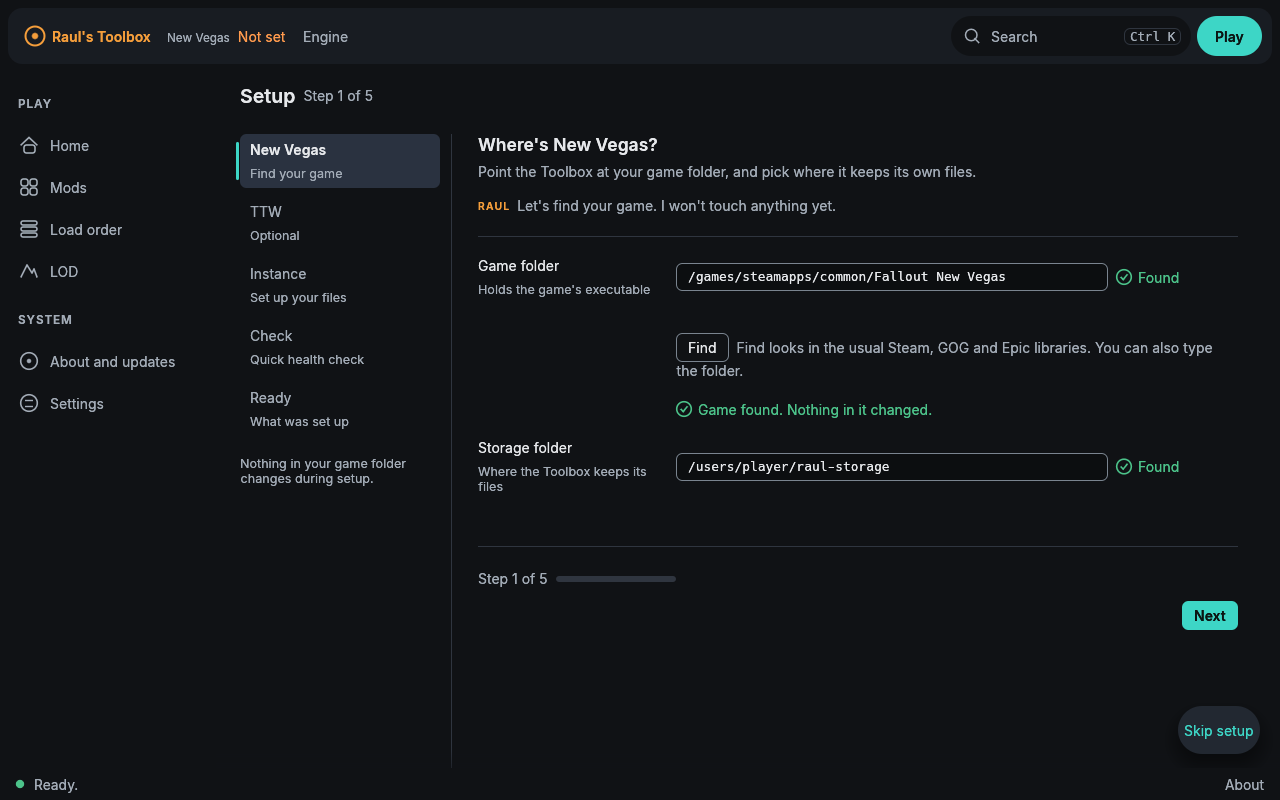 Raul's Toolbox New Vegas Not set Engine Search Ctrl K Play
PLAY
Home
Mods
Load order
LOD
SYSTEM
About and updates
Settings
Setup Step 1 of 5
New Vegas
Find your game
TTW
Optional
Instance
Set up your files
Check
Quick health check
Ready
What was set up
Nothing in your game folder
changes during setup.
Where's New Vegas?
Point the Toolbox at your game folder, and pick where it keeps its own files.
RAUL Let's find your game. I won't touch anything yet.
Game folder
Holds the game's executable
/games/steamapps/common/Fallout New Vegas Found
Find Find looks in the usual Steam, GOG and Epic libraries. You can also type
the folder.
Game found. Nothing in it changed.
Storage folder
Where the Toolbox keeps its
files
/users/player/raul-storage Found
Step 1 of 5
Next
Skip setup
Ready.
About